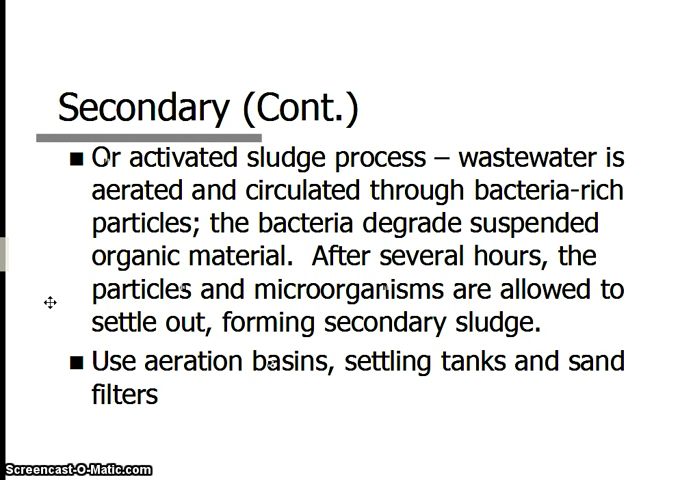 Secondary (Cont.)
■ Or activated sludge process – wastewater is
aerated and circulated through bacteria-rich
particles; the bacteria degrade suspended
organic material.  After several hours, the
particles and microorganisms are allowed to
settle out, forming secondary sludge.
■ Use aeration basins, settling tanks and sand
filters
Screencast-O-Matic.com